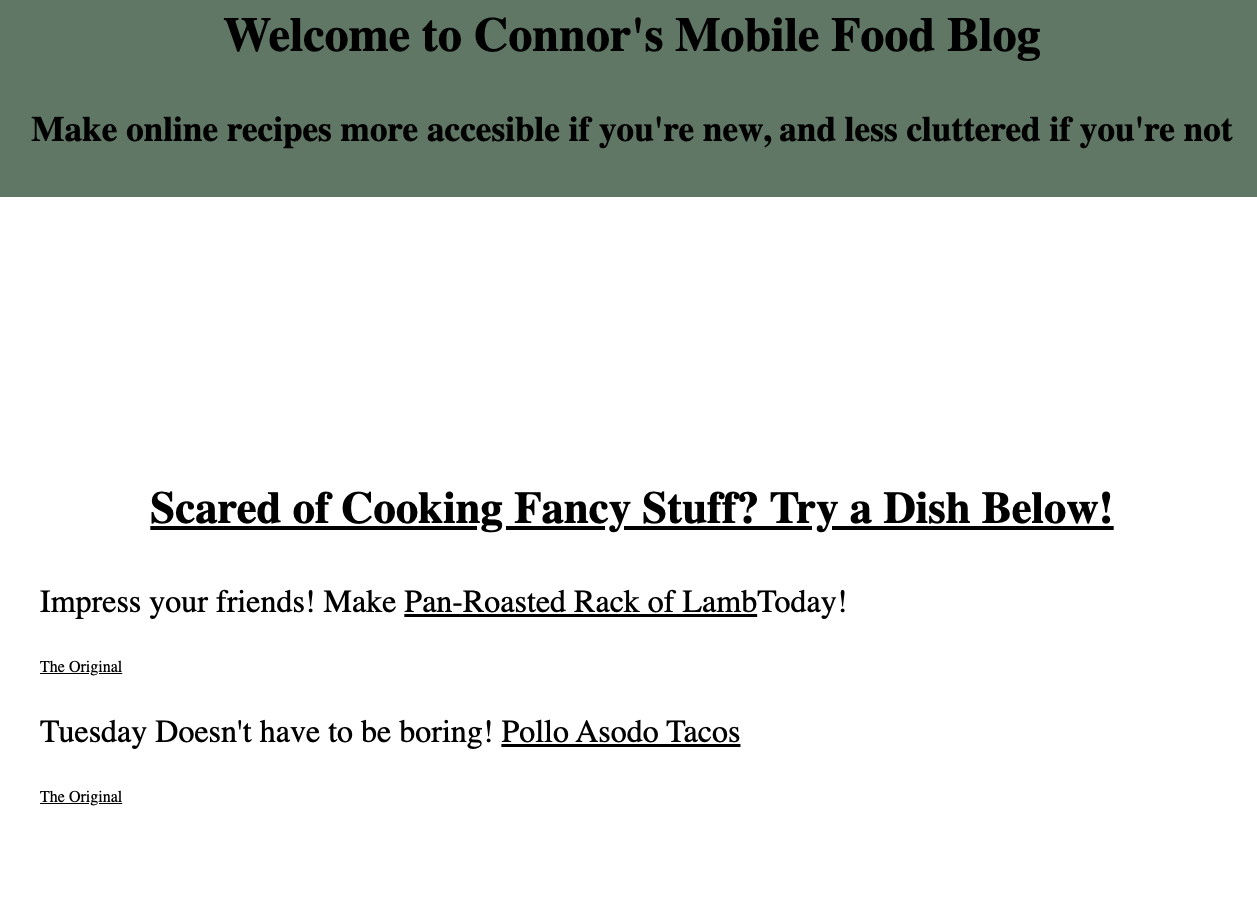 Welcome to Connor's Mobile Food Blog
Make online recipes more accesible if you're new, and less cluttered if you're not
Scared of Cooking Fancy Stuff? Try a Dish Below!
Impress your friends! Make Pan-Roasted Rack of LambToday!
The Original
Tuesday Doesn't have to be boring! Pollo Asodo Tacos
The Original